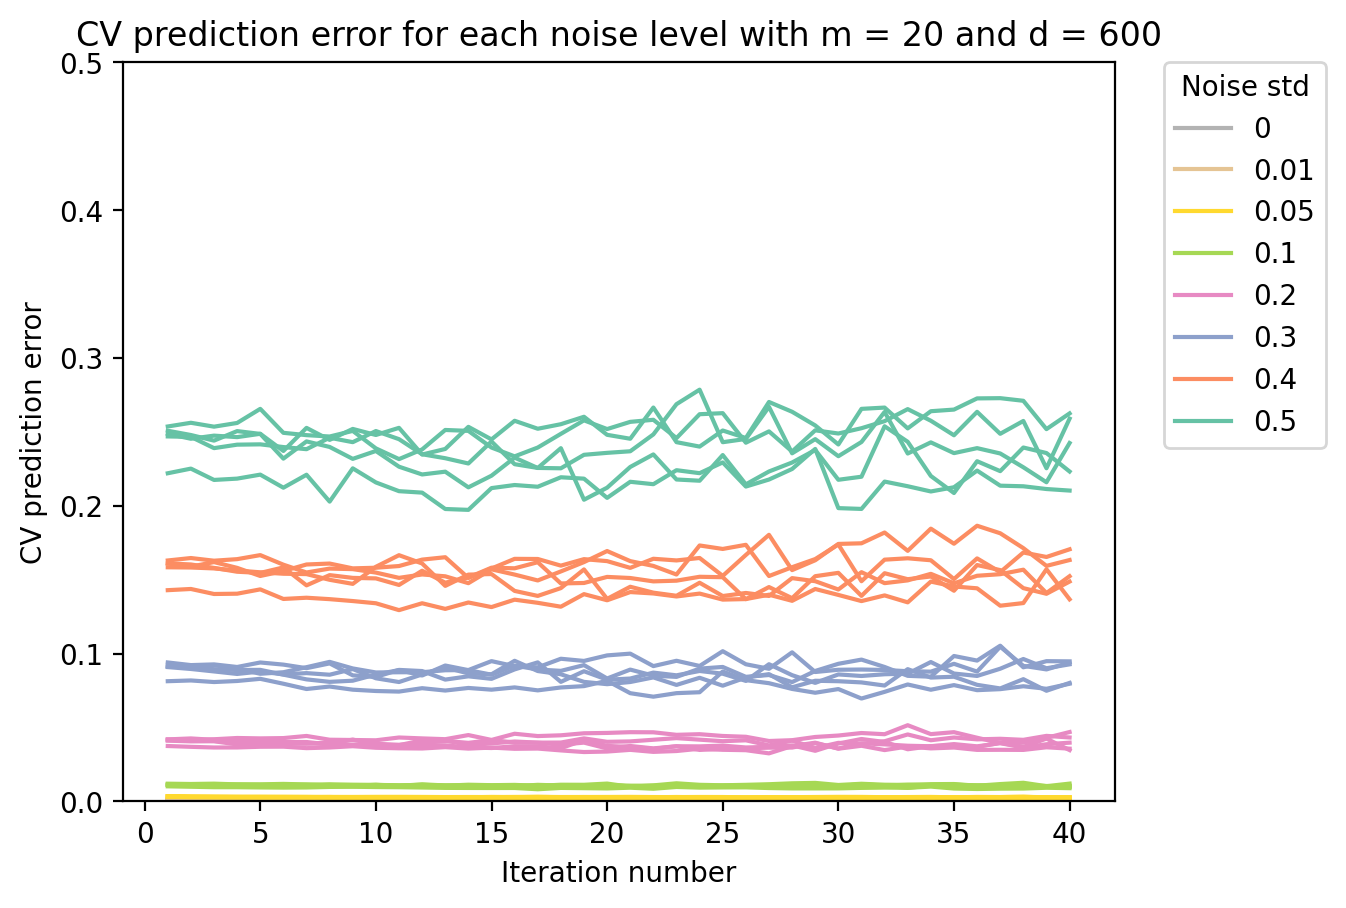 CV prediction error for each noise level with m = 20 and d = 600
CV prediction error
0.5
0.4
0.3
0.2
0.1
0.0
0 5 10 15 20 25 30 35 40
Iteration number
Noise std
0
0.01
0.05
0.1
0.2
0.3
0.4
0.5